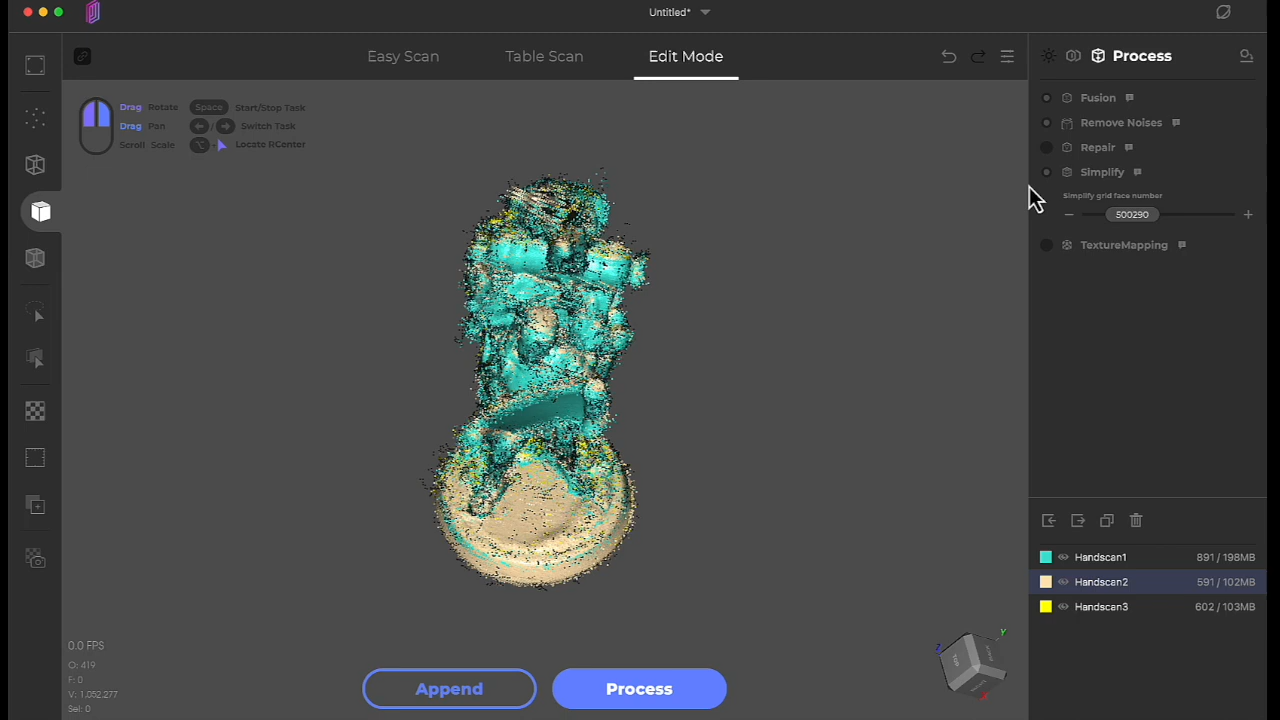 Untitled*
Easy Scan
Table Scan
Edit Mode
Process
Drag Rotate Space Start/Stop Task
Drag Pan / Switch Task
Scroll Scale + Locate RCenter
Fusion
Remove Noises
Repair
Simplify
Simplify grid face number
500290
TextureMapping
Handscan1 891 / 198MB
Handscan2 591 / 102MB
Handscan3 602 / 103MB
0.0 FPS
O: 419
F: 0
V: 1,052,277
Sel: 0
Append
Process
Z
Y
TOP
X